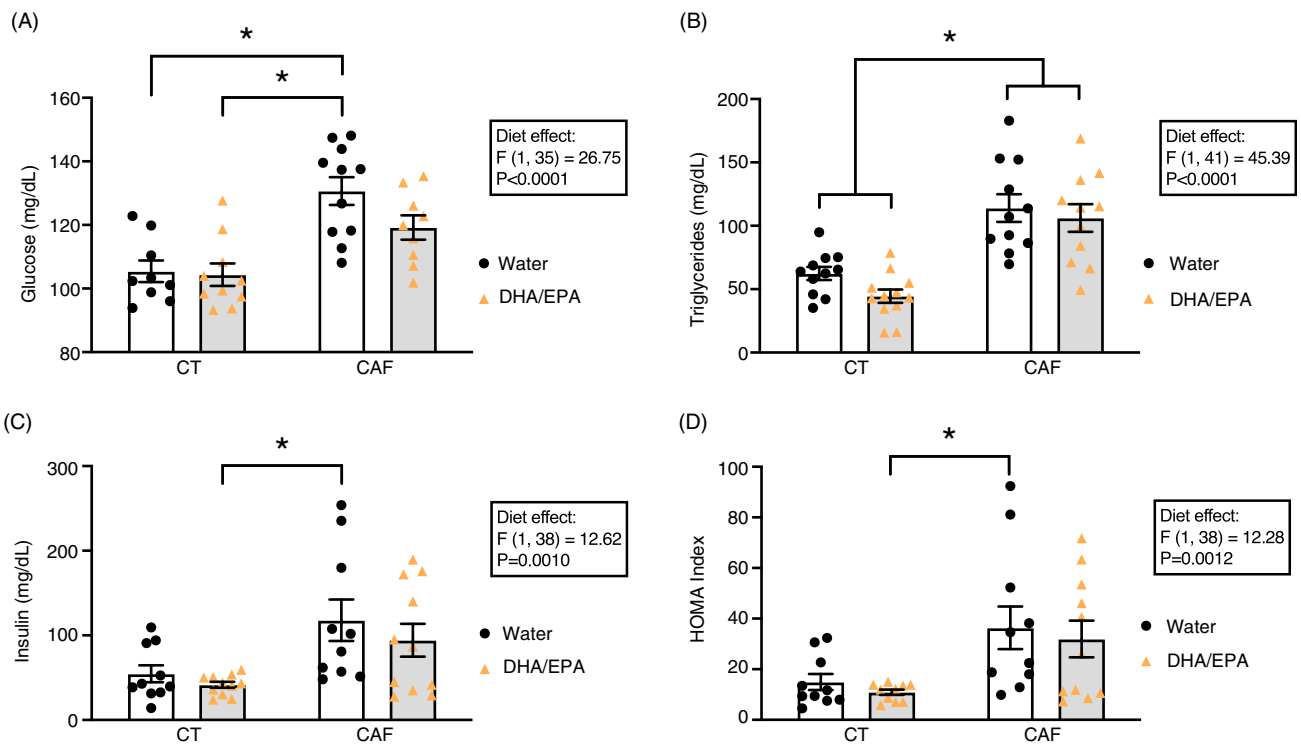 (A)
*
*
Glucose (mg/dL)
160
140
120
100
80
CT
CAF
Diet effect:
F (1, 35) = 26.75
P<0.0001
Water
DHA/EPA
(B)
*
Triglycerides (mg/dL)
200
150
100
50
0
CT
CAF
Diet effect:
F (1, 41) = 45.39
P<0.0001
Water
DHA/EPA
(C)
*
Insulin (mg/dL)
300
200
100
0
CT
CAF
Diet effect:
F (1, 38) = 12.62
P=0.0010
Water
DHA/EPA
(D)
*
HOMA Index
100
80
60
40
20
0
CT
CAF
Diet effect:
F (1, 38) = 12.28
P=0.0012
Water
DHA/EPA